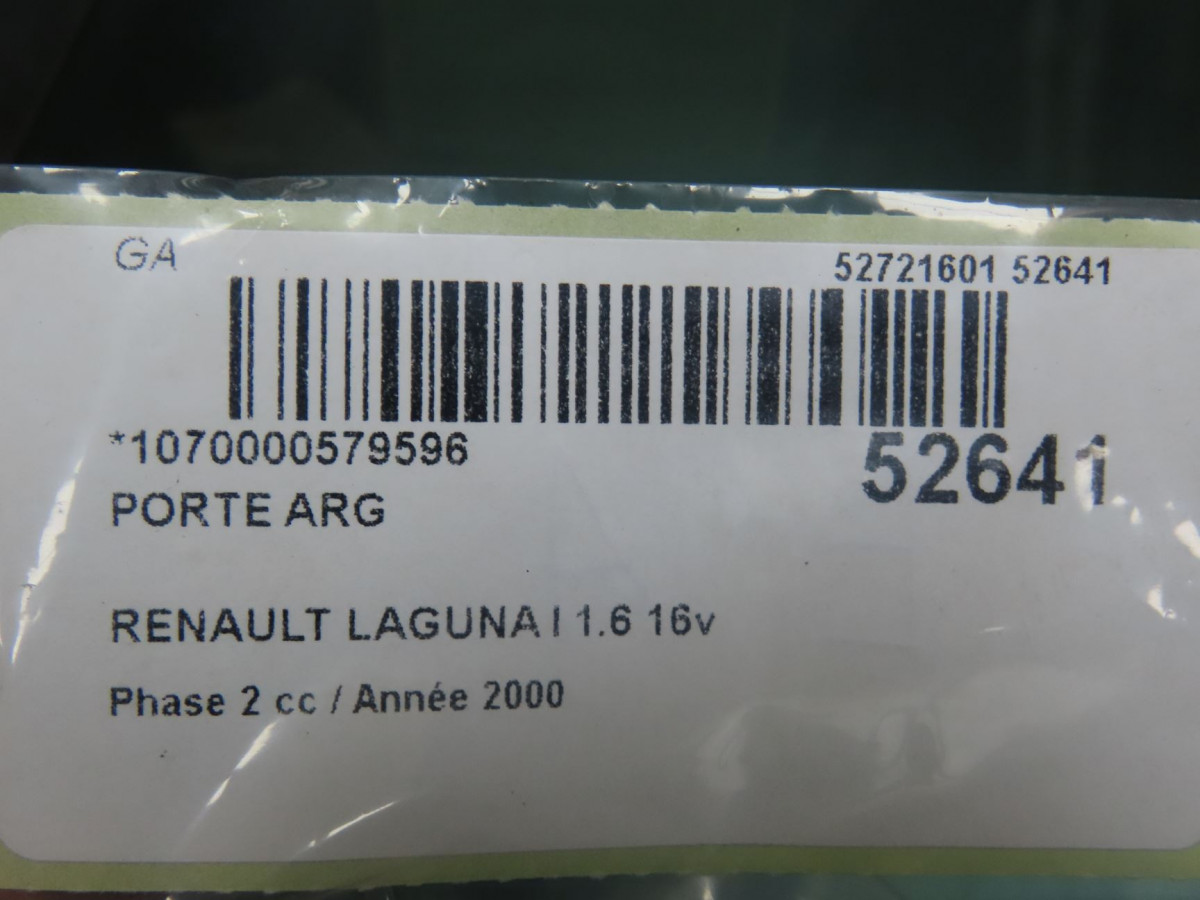 GA
52721601 52641
*1070000579596
52641
PORTE ARG
RENAULT LAGUNA I 1.6 16v
Phase 2 cc / Année 2000